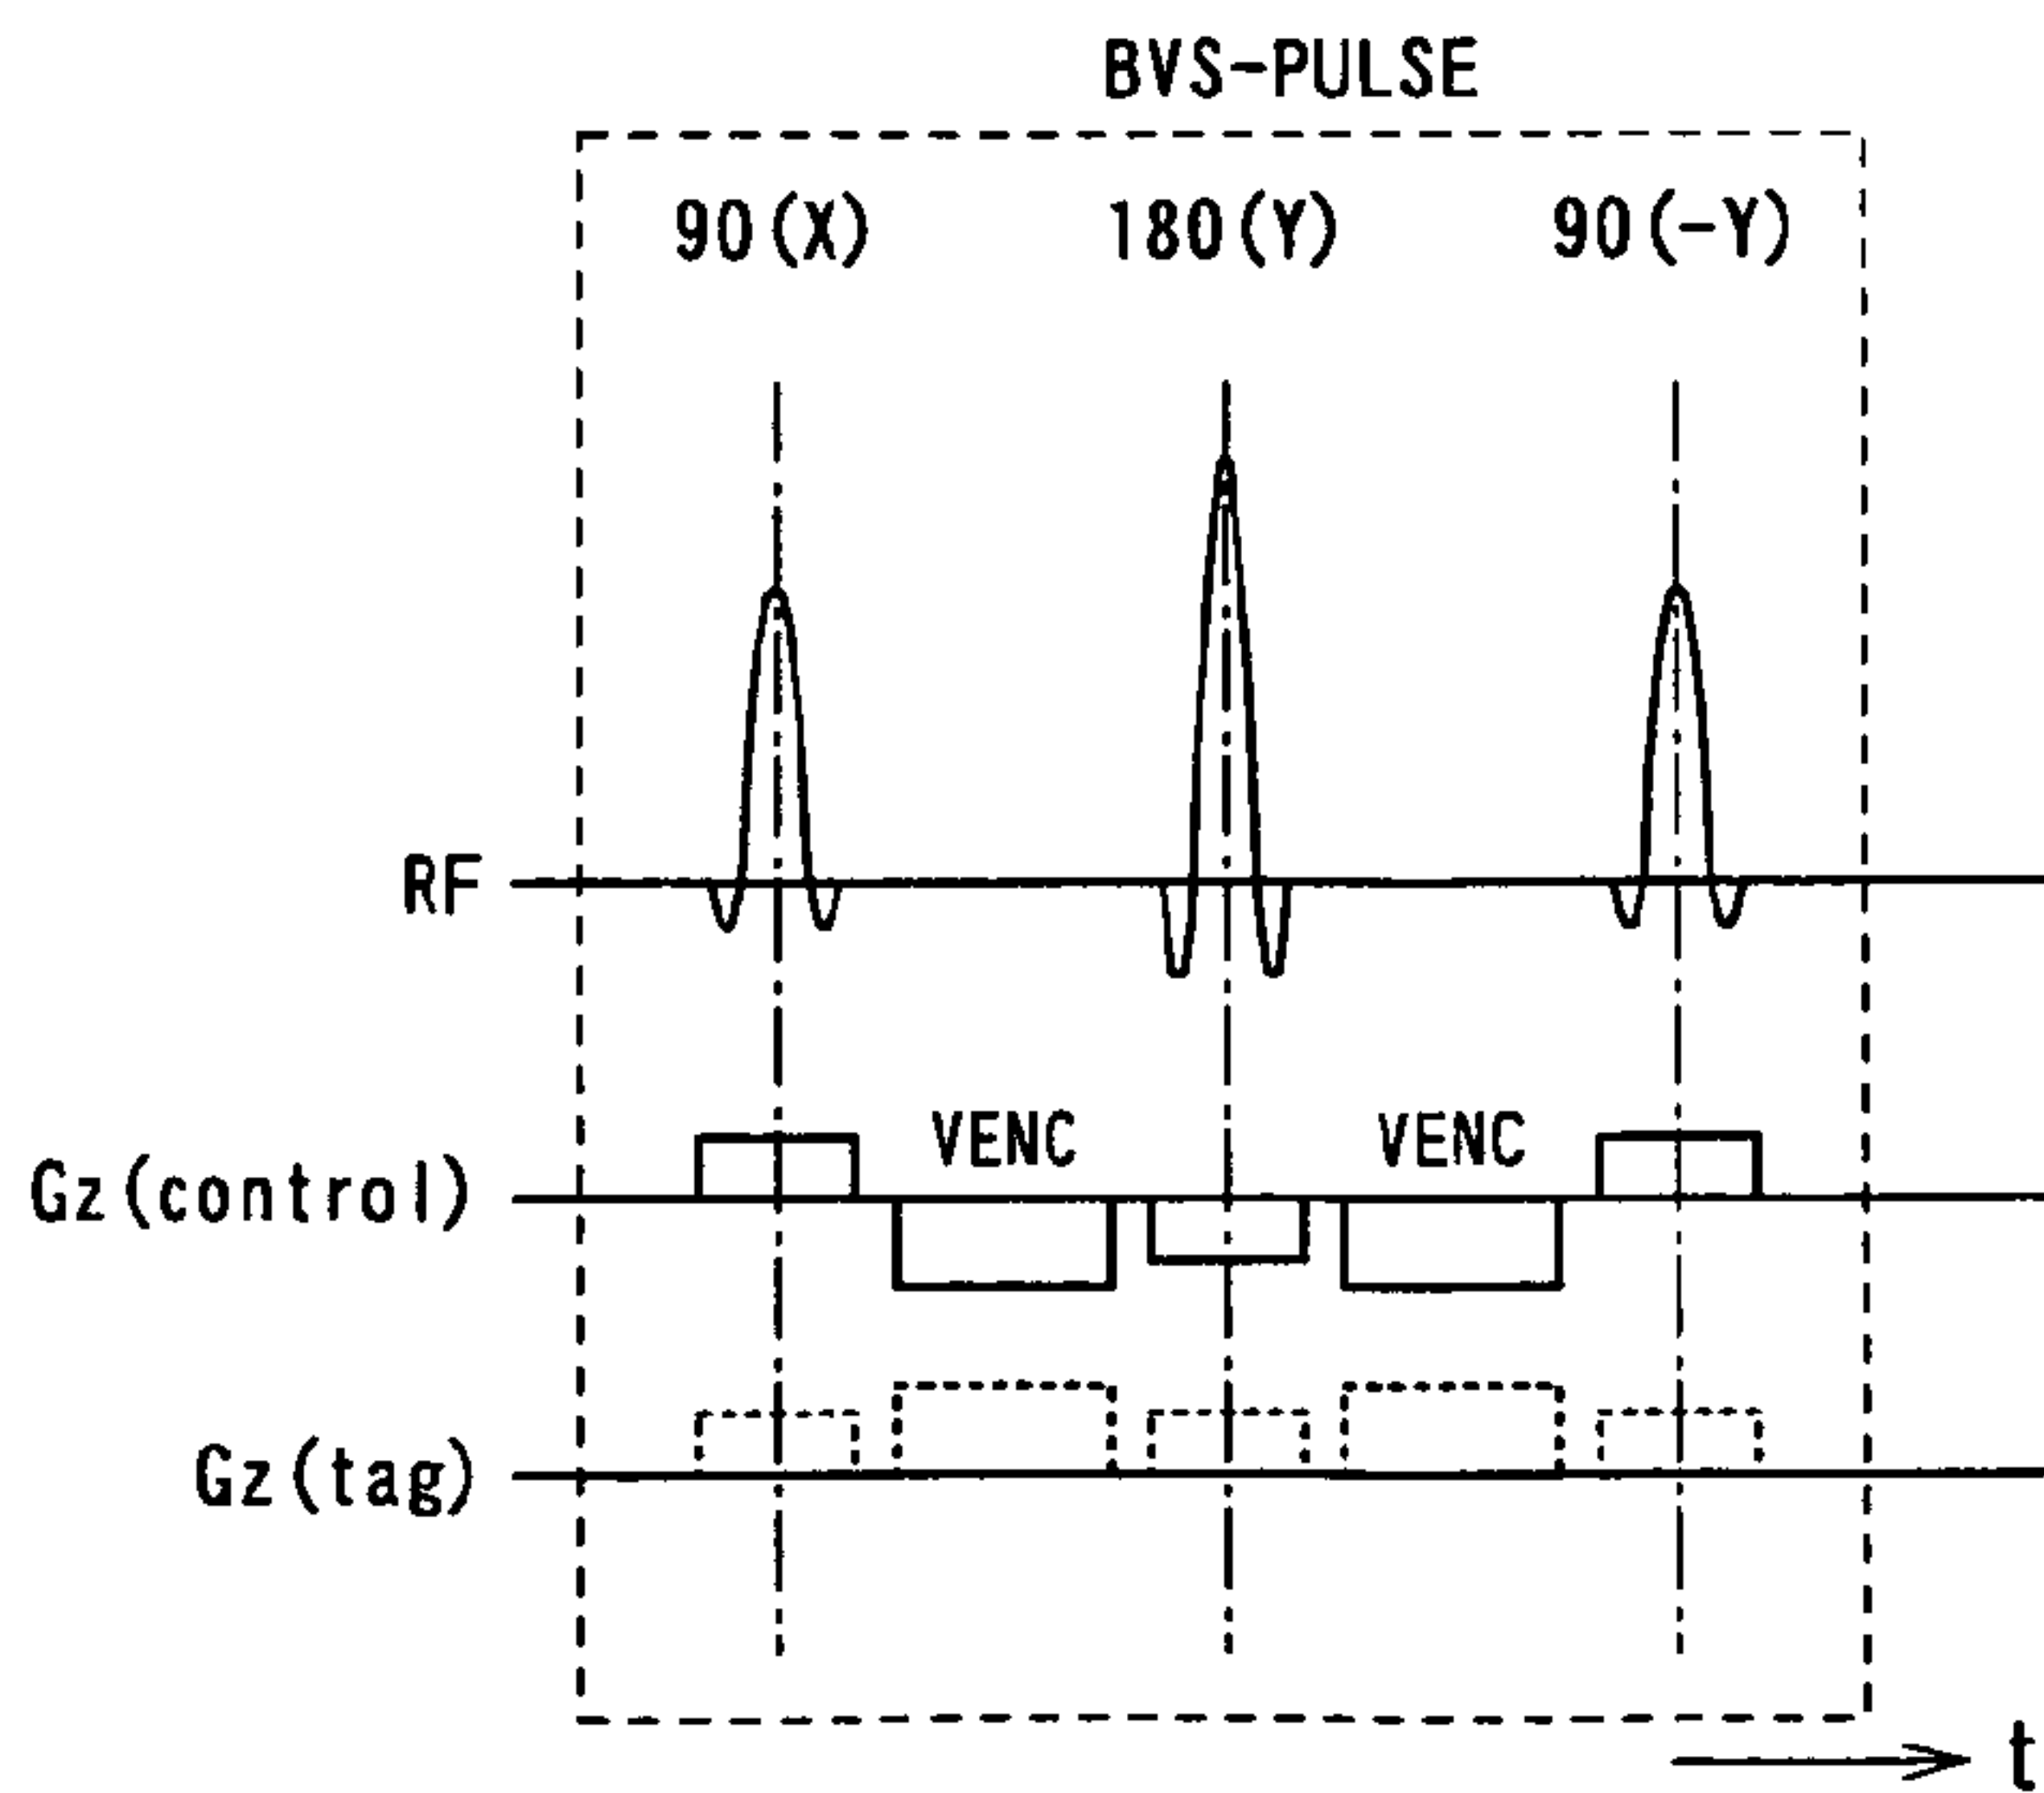 BVS-PULSE
90(X) 180(Y) 90(-Y)
RF
VENC VENC
Gz(control)
Gz(tag)
t